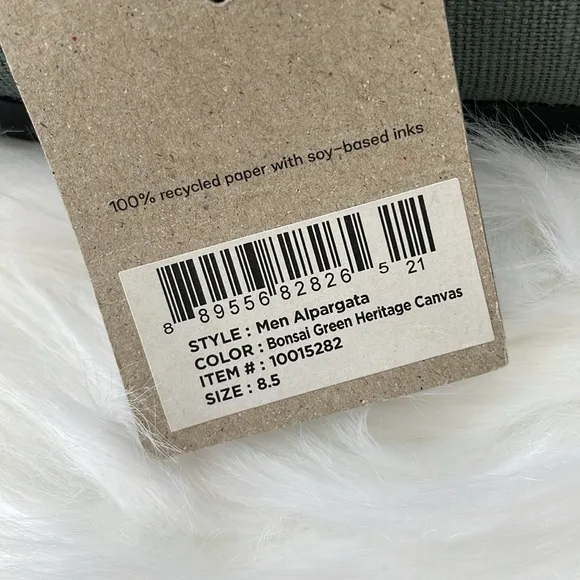 100% recycled paper with soy-based inks
8 89556 82826 5 21
STYLE : Men Alpargata
COLOR : Bonsai Green Heritage Canvas
ITEM # : 10015282
SIZE : 8.5